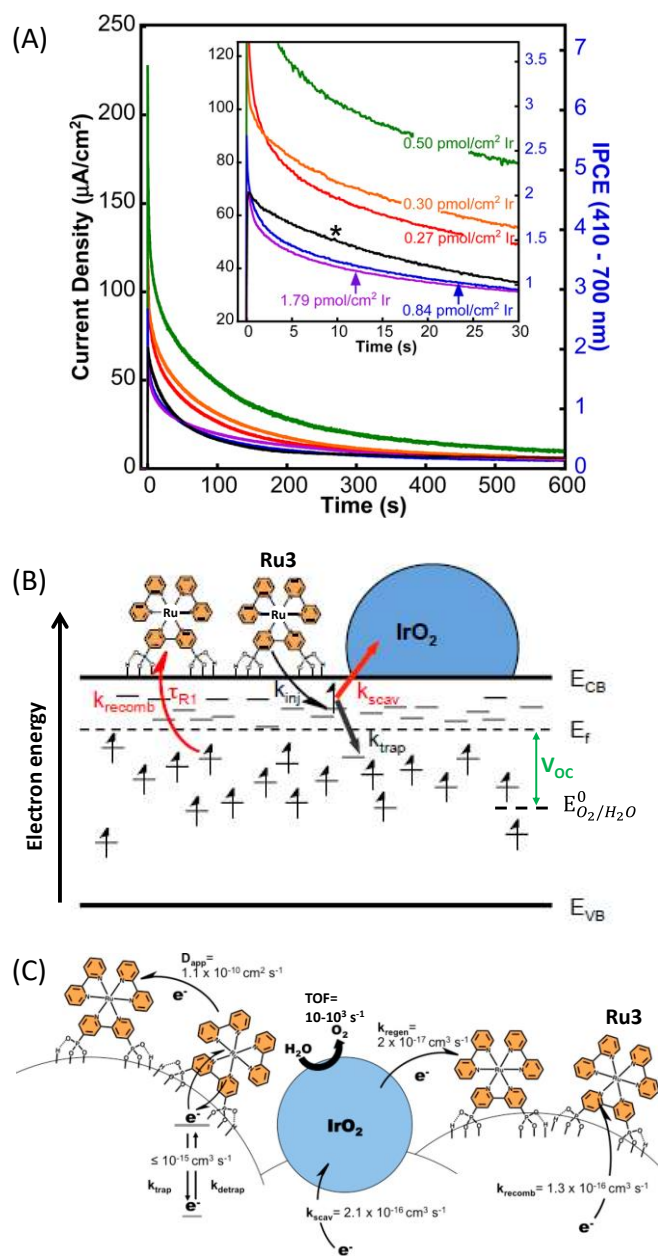 (A)
Current Density (µA/cm²)
250
200
150
100
50
0
0 100 200 300 400 500 600
Time (s)
IPCE (410 - 700 nm)
7
6
5
4
3
2
1
0
120
100
80
60
40
20
0 5 10 15 20 25 30
Time (s)
3.5
3
2.5
2
1.5
1
0.50 pmol/cm² Ir
0.30 pmol/cm² Ir
0.27 pmol/cm² Ir
*
1.79 pmol/cm² Ir
0.84 pmol/cm² Ir
(B)
Electron energy
Ru3
Ru
Ru
IrO₂
E_CB
k_recomb
τ_R1
k_inj
k_scav
E_f
k_trap
V_OC
E⁰_O₂/H₂O
E_VB
(C)
D_app=
1.1 x 10⁻¹⁰ cm² s⁻¹
e⁻
TOF=
10-10³ s⁻¹
O₂
H₂O
k_regen=
2 x 10⁻¹⁷ cm³ s⁻¹
e⁻
Ru3
IrO₂
e⁻
≤ 10⁻¹⁵ cm³ s⁻¹
k_trap
k_detrap
e⁻
k_scav= 2.1 x 10⁻¹⁶ cm³ s⁻¹
e⁻
k_recomb= 1.3 x 10⁻¹⁶ cm³ s⁻¹
e⁻